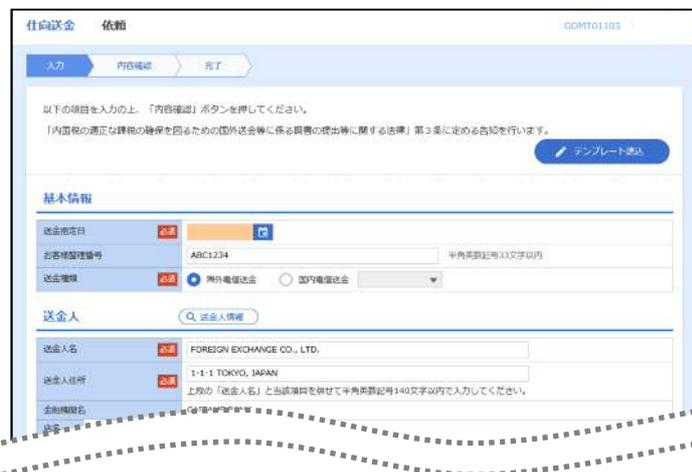 仕向送金 依頼
GOMT01103
入力 内容確認 完了
以下の項目を入力の上、「内容確認」ボタンを押してください。
「内国税の適正な課税の確保を図るための国外送金等に係る調書の提出等に関する法律」第3条に定める告知を行います。
テンプレート読込
基本情報
送金指定日 必須
お客様整理番号 ABC1234 半角英数記号33文字以内
送金種類 必須 海外電信送金 国内電信送金
送金人 送金人情報
送金人名 必須 FOREIGN EXCHANGE CO., LTD.
送金人住所 必須 1-1-1 TOKYO, JAPAN
上段の「送金人名」と当該項目を併せて半角英数記号140文字以内で入力してください。
金融機関名
店名